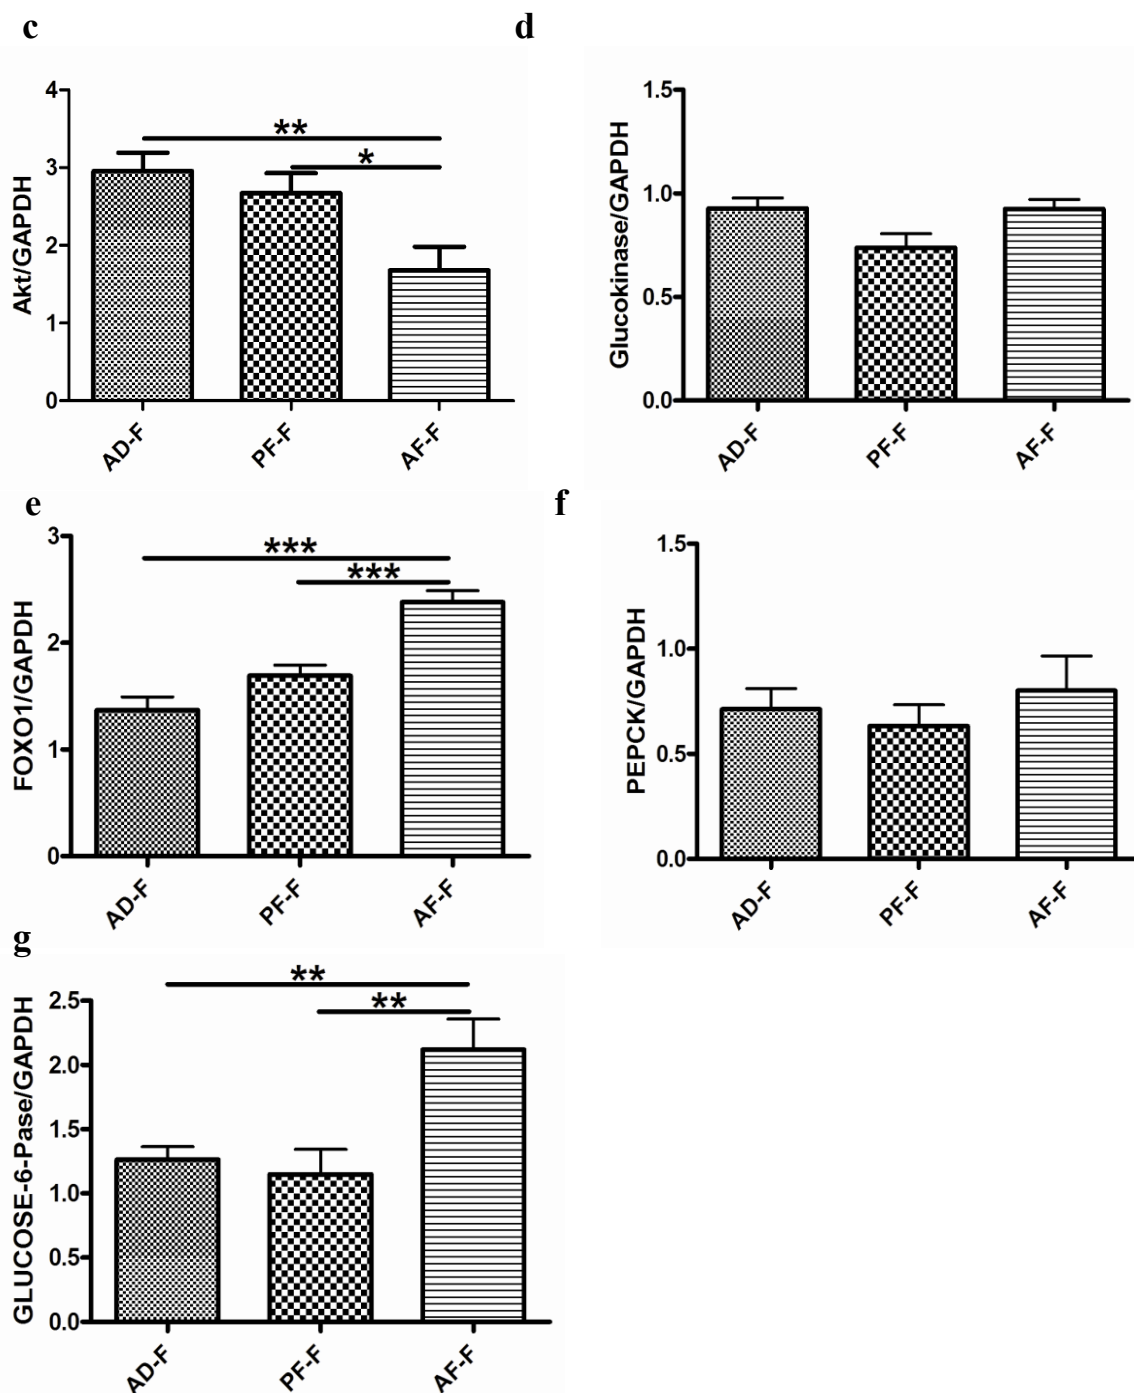 c
Akt/GAPDH
4
3
2
1
0
**
*
AD-F
PF-F
AF-F
d
Glucokinase/GAPDH
1.5
1.0
0.5
0.0
AD-F
PF-F
AF-F
e
FOXO1/GAPDH
3
2
1
0
***
***
AD-F
PF-F
AF-F
f
PEPCK/GAPDH
1.5
1.0
0.5
0.0
AD-F
PF-F
AF-F
g
GLUCOSE-6-Pase/GAPDH
2.5
2.0
1.5
1.0
0.5
0.0
**
**
AD-F
PF-F
AF-F